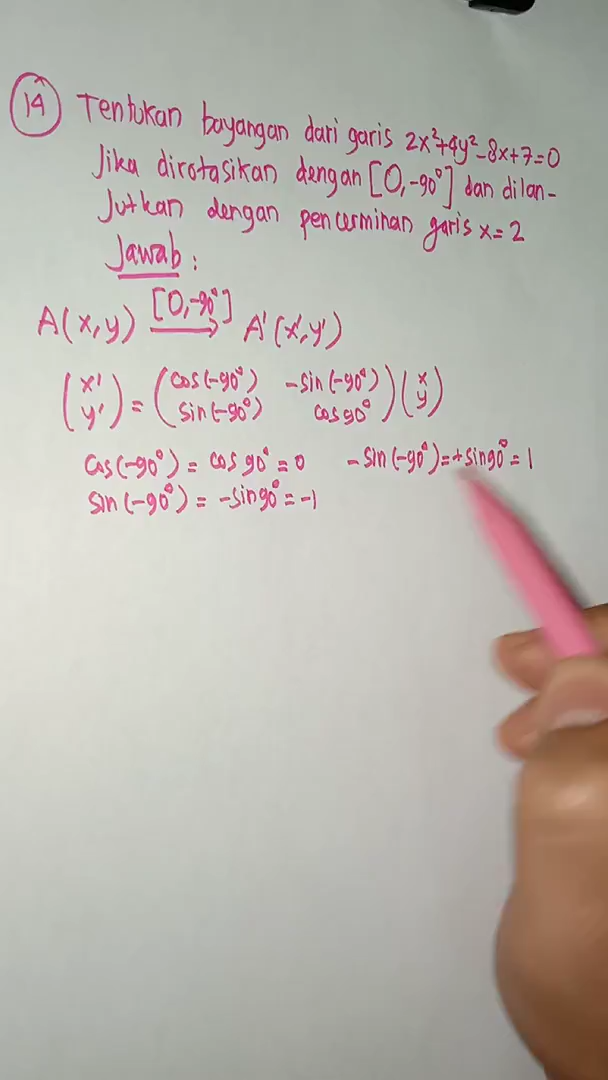 14 Tentukan bayangan dari garis 2x²+4y²-8x+7=0
Jika dirotasikan dengan [0,-90°] dan dilan-
Jutkan dengan pencerminan garis x=2
Jawab :
A(x,y) [0,-90°] → A'(x',y')
(x' y') = (cos(-90°) -sin(-90°) sin(-90°) cos90°)(x y)
cos(-90°) = cos 90° = 0 -sin(-90°)=+sin90° = 1
sin(-90°) = -sin90° = -1